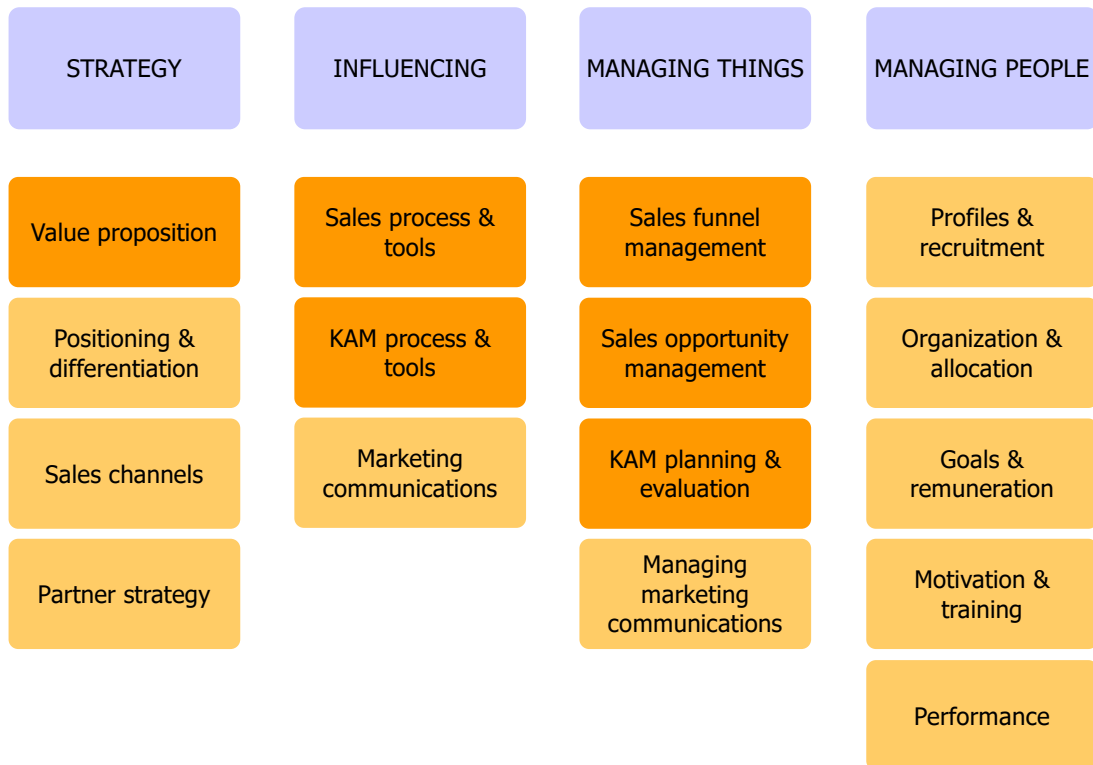 STRATEGY
INFLUENCING
MANAGING THINGS
MANAGING PEOPLE
Value proposition
Positioning &
differentiation
Sales channels
Partner strategy
Sales process &
tools
KAM process &
tools
Marketing
communications
Sales funnel
management
Sales opportunity
management
KAM planning &
evaluation
Managing
marketing
communications
Profiles &
recruitment
Organization &
allocation
Goals &
remuneration
Motivation &
training
Performance